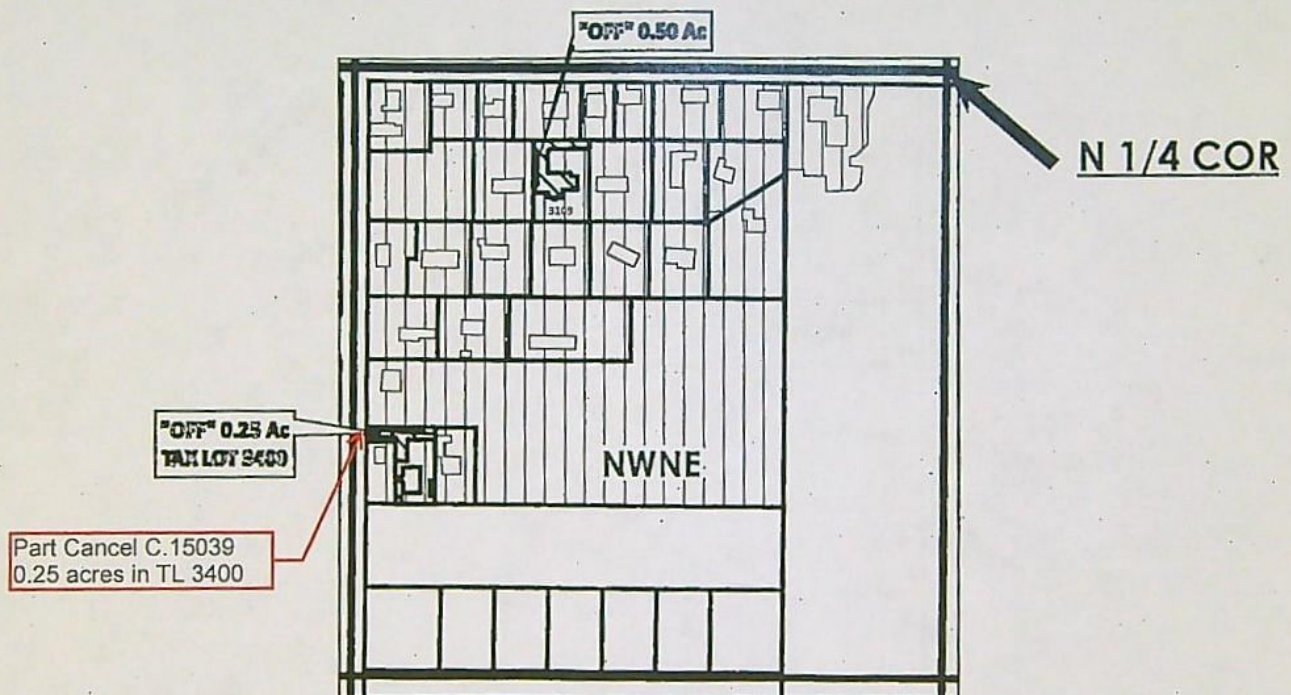 "OFF" 0.50 Ac
N 1/4 COR
3109
"OFF" 0.25 Ac
TAX LOT 3400
NWNE
Part Cancel C.15039
0.25 acres in TL 3400